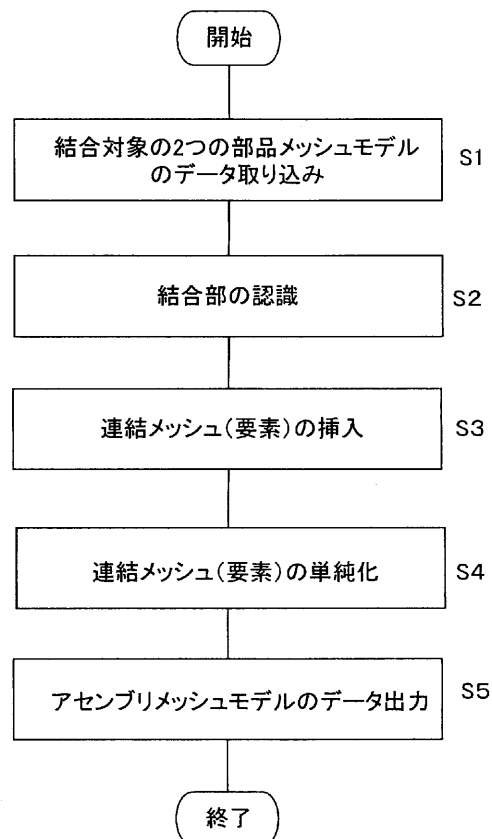 開始
結合対象の2つの部品メッシュモデル
のデータ取り込み
S1
結合部の認識
S2
連結メッシュ(要素)の挿入
S3
連結メッシュ(要素)の単純化
S4
アセンブリメッシュモデルのデータ出力
S5
終了